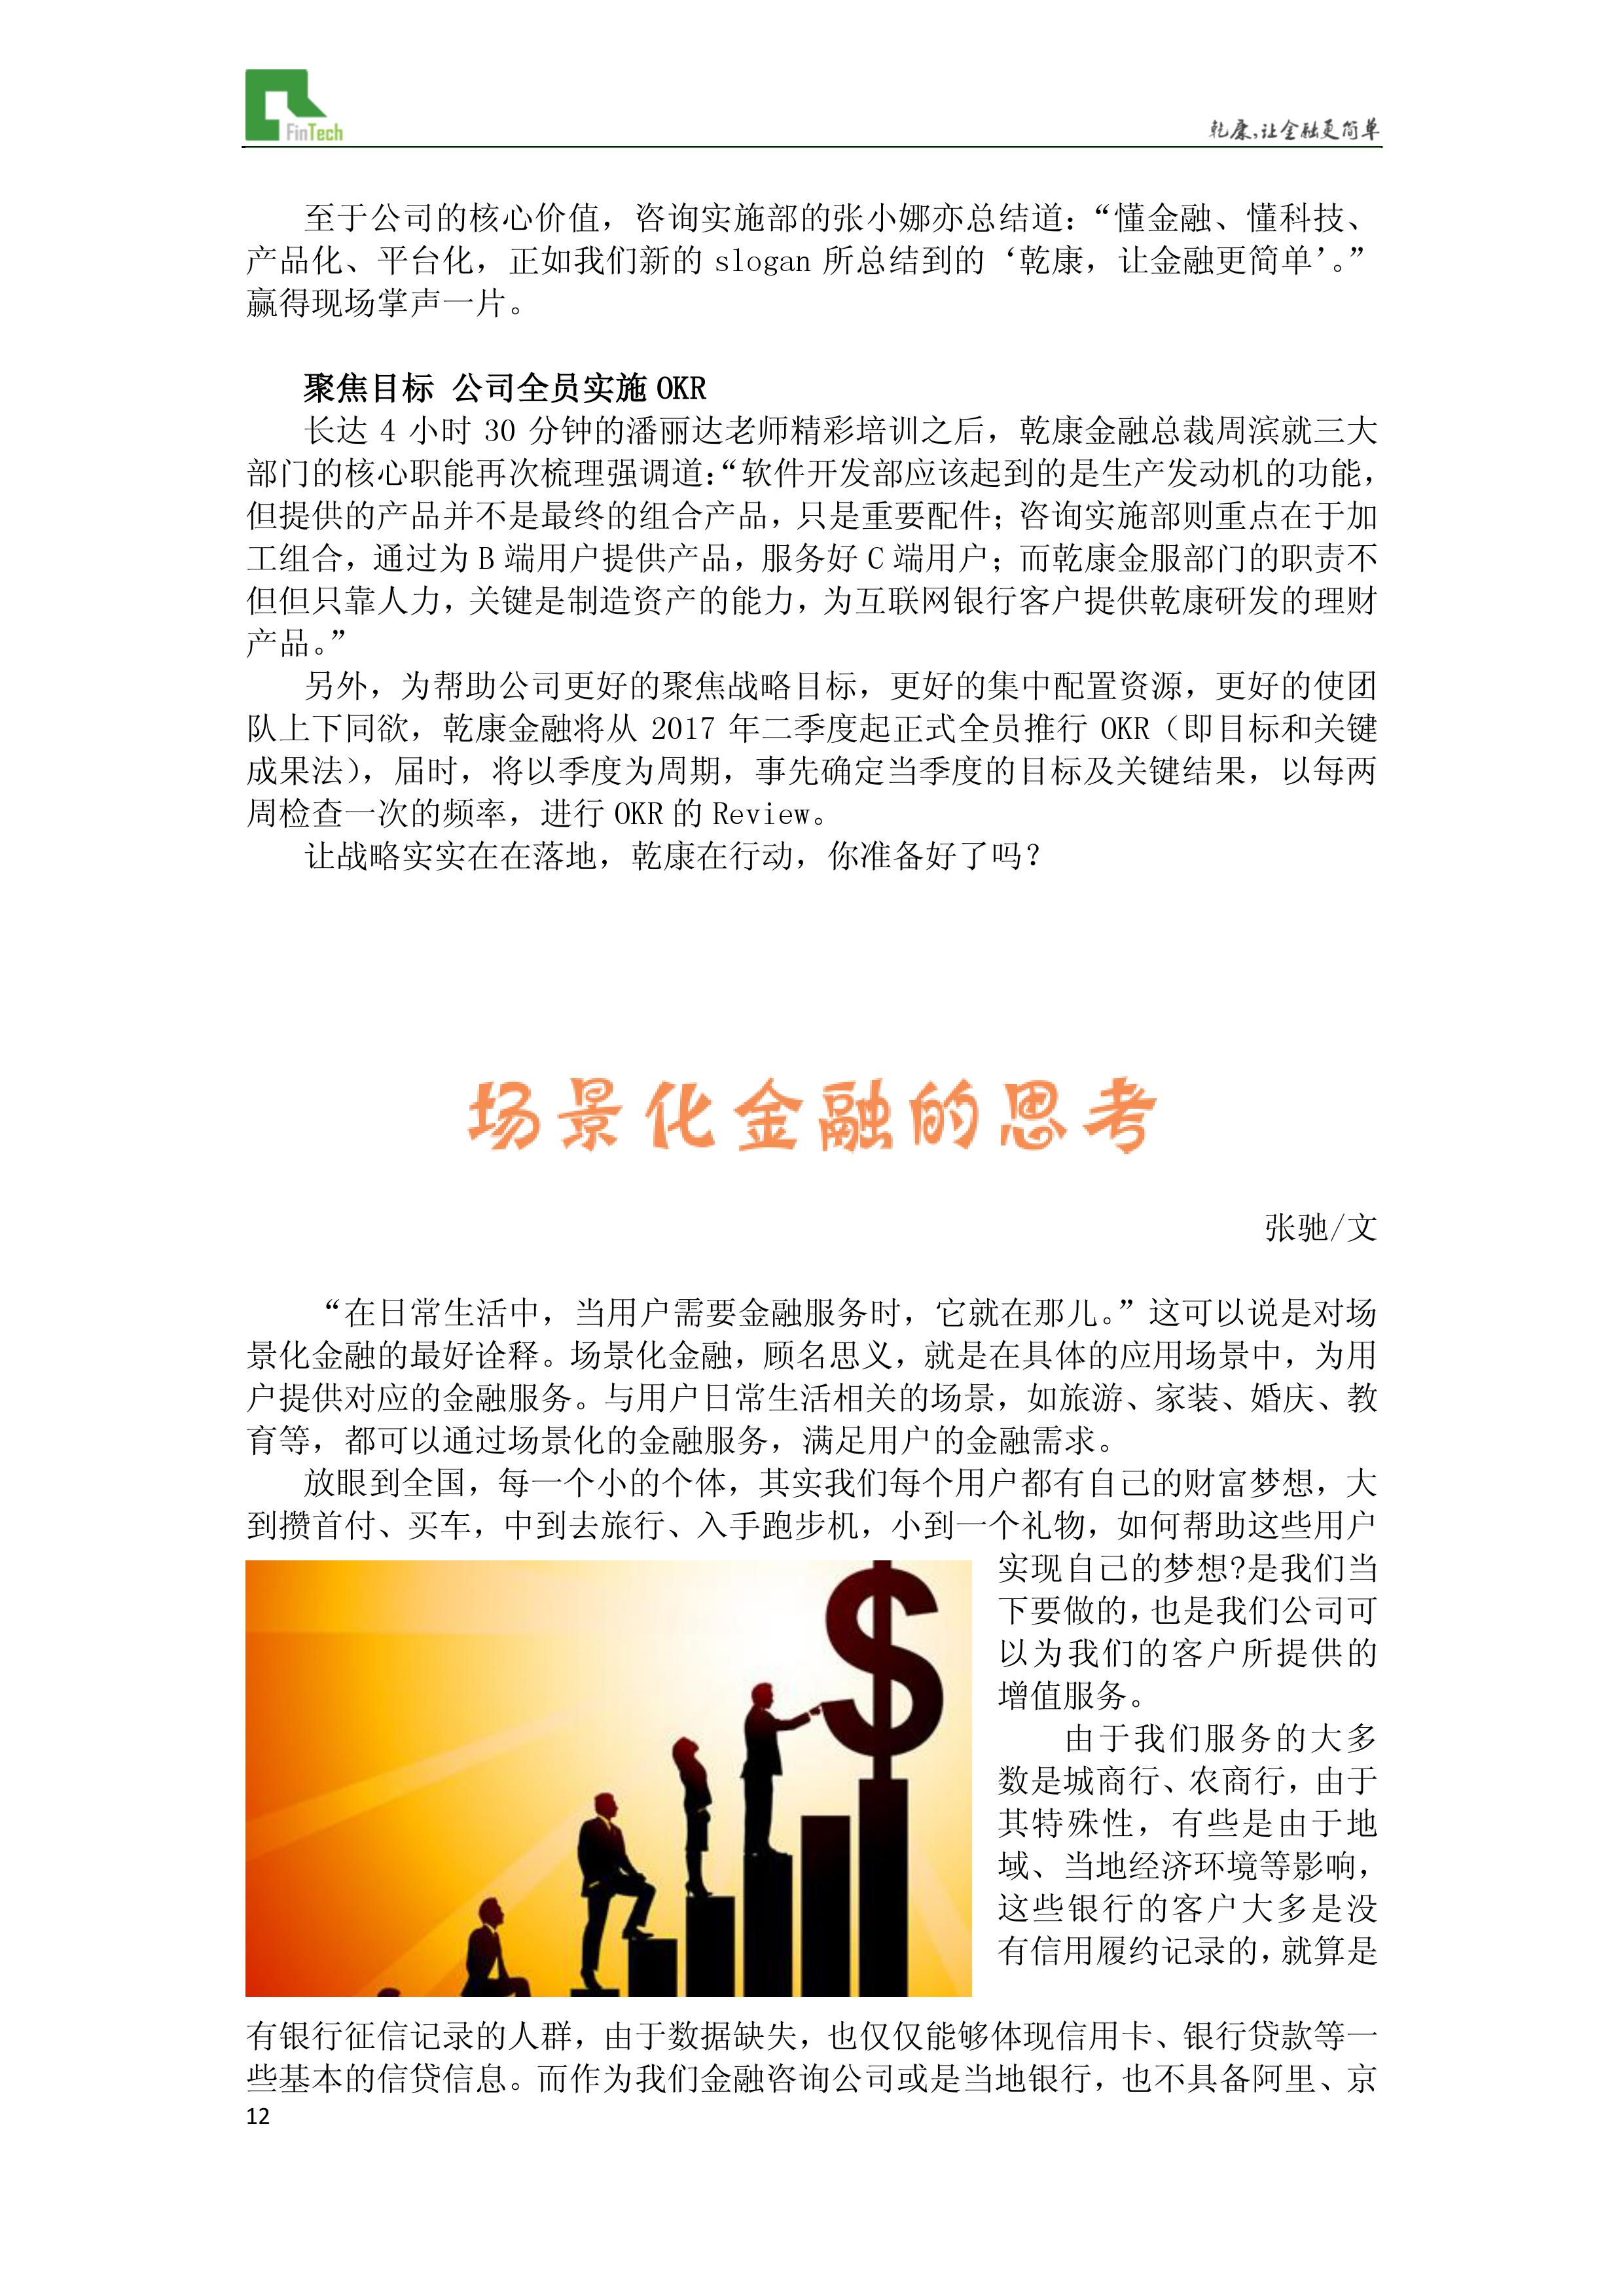 FinTech
乾康,让金融更简单
至于公司的核心价值，咨询实施部的张小娜亦总结道：“懂金融、懂科技、
产品化、平台化，正如我们新的 slogan 所总结到的‘乾康，让金融更简单’。”
赢得现场掌声一片。
聚焦目标 公司全员实施 OKR
长达 4 小时 30 分钟的潘丽达老师精彩培训之后，乾康金融总裁周滨就三大
部门的核心职能再次梳理强调道：“软件开发部应该起到的是生产发动机的功能，
但提供的产品并不是最终的组合产品，只是重要配件；咨询实施部则重点在于加
工组合，通过为 B 端用户提供产品，服务好 C 端用户；而乾康金服部门的职责不
但但只靠人力，关键是制造资产的能力，为互联网银行客户提供乾康研发的理财
产品。”
另外，为帮助公司更好的聚焦战略目标，更好的集中配置资源，更好的使团
队上下同欲，乾康金融将从 2017 年二季度起正式全员推行 OKR（即目标和关键
成果法），届时，将以季度为周期，事先确定当季度的目标及关键结果，以每两
周检查一次的频率，进行 OKR 的 Review。
让战略实实在在落地，乾康在行动，你准备好了吗？
场景化金融的思考
张驰/文
“在日常生活中，当用户需要金融服务时，它就在那儿。”这可以说是对场
景化金融的最好诠释。场景化金融，顾名思义，就是在具体的应用场景中，为用
户提供对应的金融服务。与用户日常生活相关的场景，如旅游、家装、婚庆、教
育等，都可以通过场景化的金融服务，满足用户的金融需求。
放眼到全国，每一个小的个体，其实我们每个用户都有自己的财富梦想，大
到攒首付、买车，中到去旅行、入手跑步机，小到一个礼物，如何帮助这些用户
实现自己的梦想?是我们当
下要做的，也是我们公司可
以为我们的客户所提供的
增值服务。
由于我们服务的大多
数是城商行、农商行，由于
其特殊性，有些是由于地
域、当地经济环境等影响，
这些银行的客户大多是没
有信用履约记录的，就算是
有银行征信记录的人群，由于数据缺失，也仅仅能够体现信用卡、银行贷款等一
些基本的信贷信息。而作为我们金融咨询公司或是当地银行，也不具备阿里、京
12